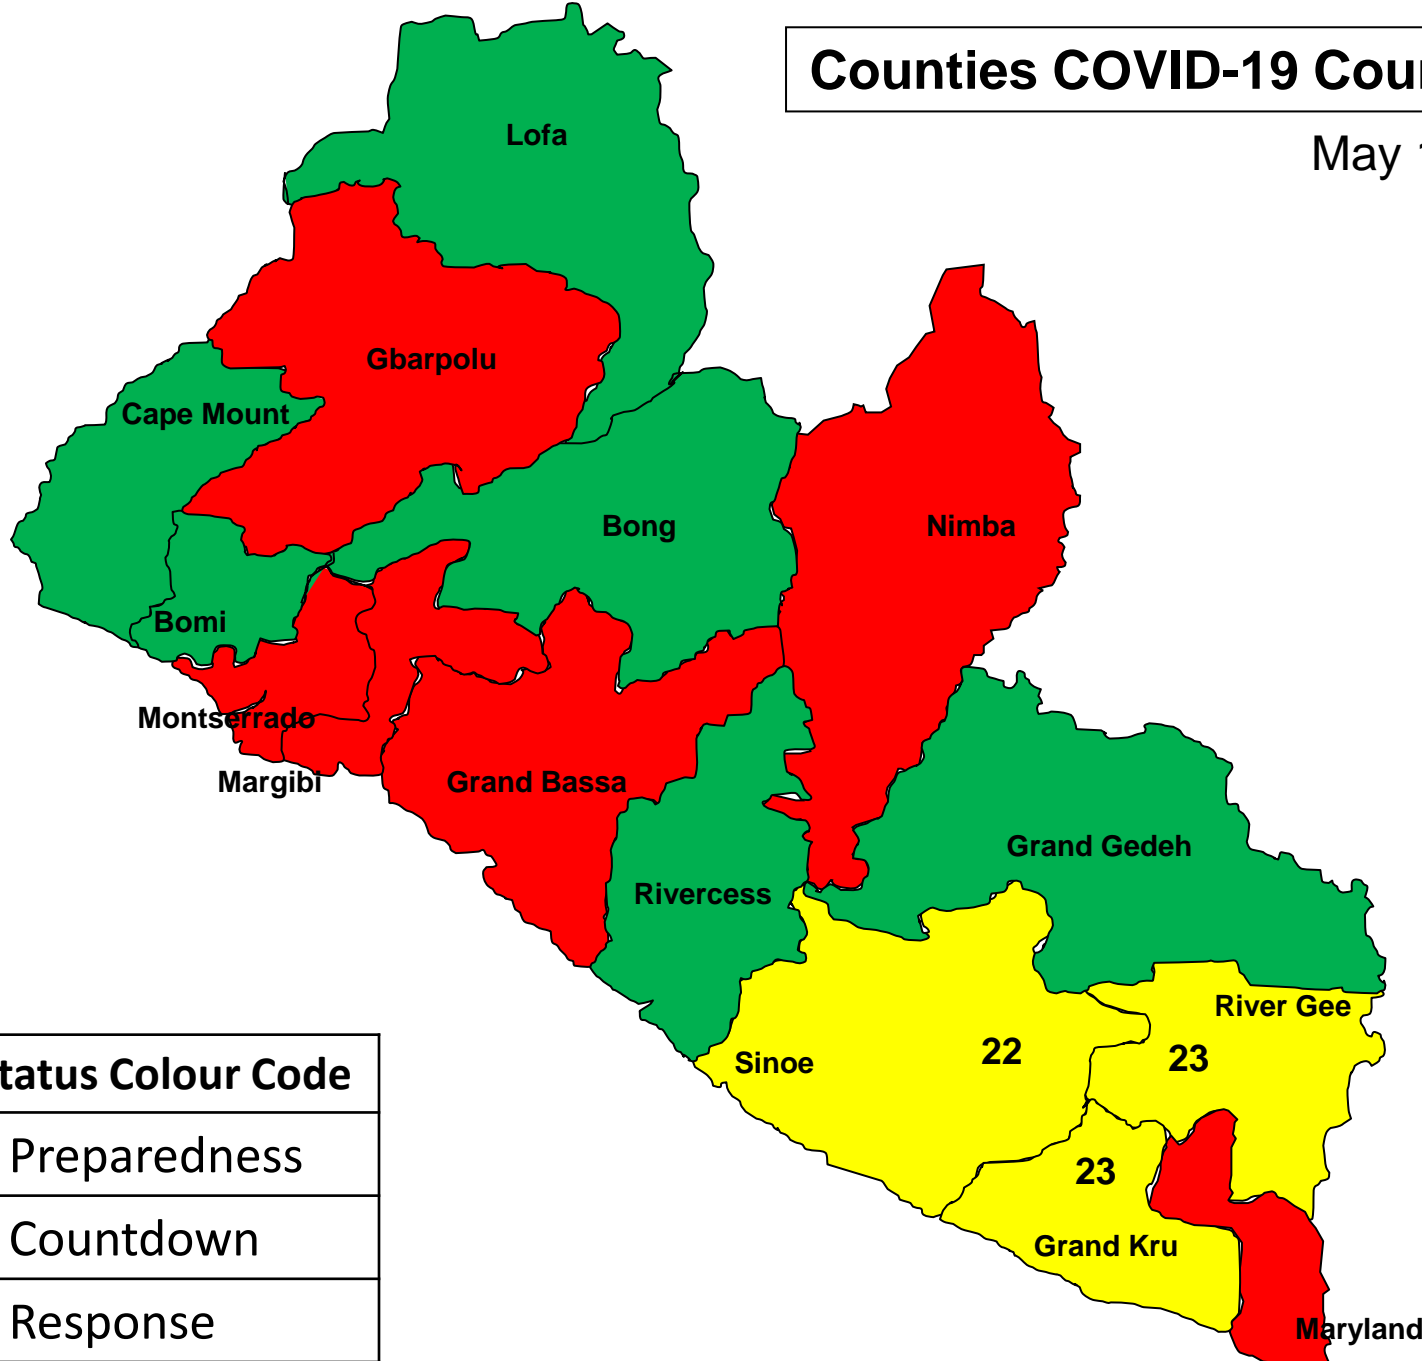 Counties COVID-19 Cou
May
Lofa
Gbarpolu
Cape Mount
Bong
Nimba
Bomi
Montserrado
Margibi
Grand Bassa
Grand Gedeh
Rivercess
River Gee
Sinoe
22
23
23
Grand Kru
Maryland
tatus Colour Code
Preparedness
Countdown
Response